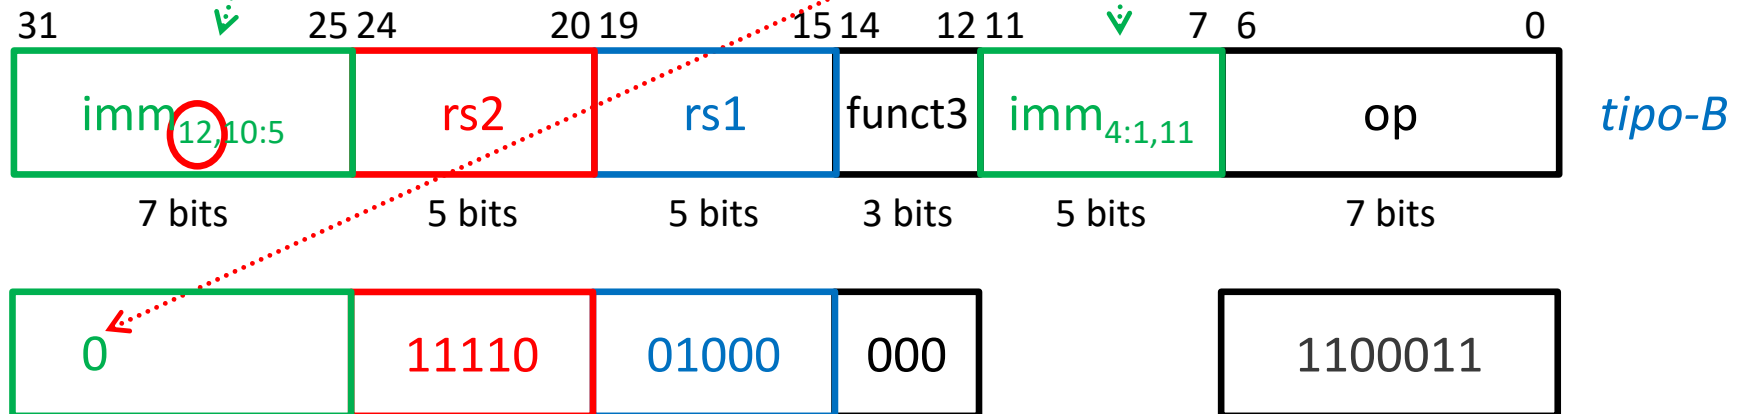 31 25 24 20 19 15 14 12 11 7 6 0
imm12,10:5 rs2 rs1 funct3 imm4:1,11 op tipo-B
7 bits 5 bits 5 bits 3 bits 5 bits 7 bits
0 11110 01000 000 1100011